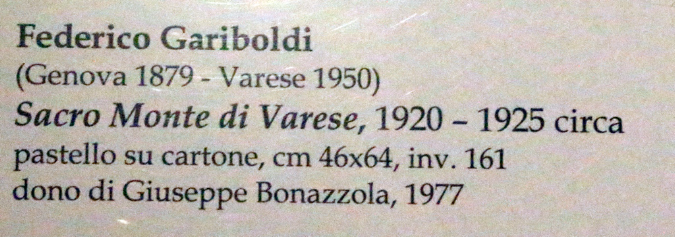 Federico Gariboldi
(Genova 1879 - Varese 1950)
Sacro Monte di Varese, 1920 – 1925 circa
pastello su cartone, cm 46x64, inv. 161
dono di Giuseppe Bonazzola, 1977